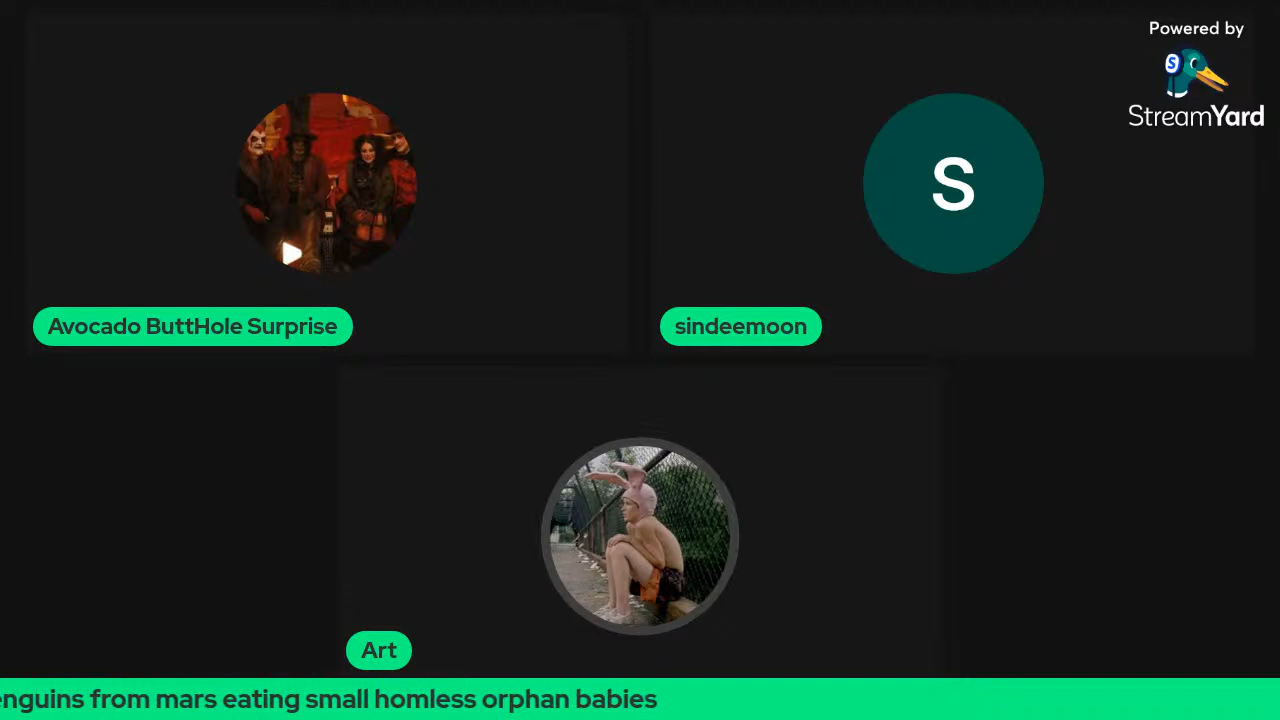 Powered by
S
StreamYard
S
Avocado ButtHole Surprise
sindeemoon
Art
enguins from mars eating small homless orphan babies